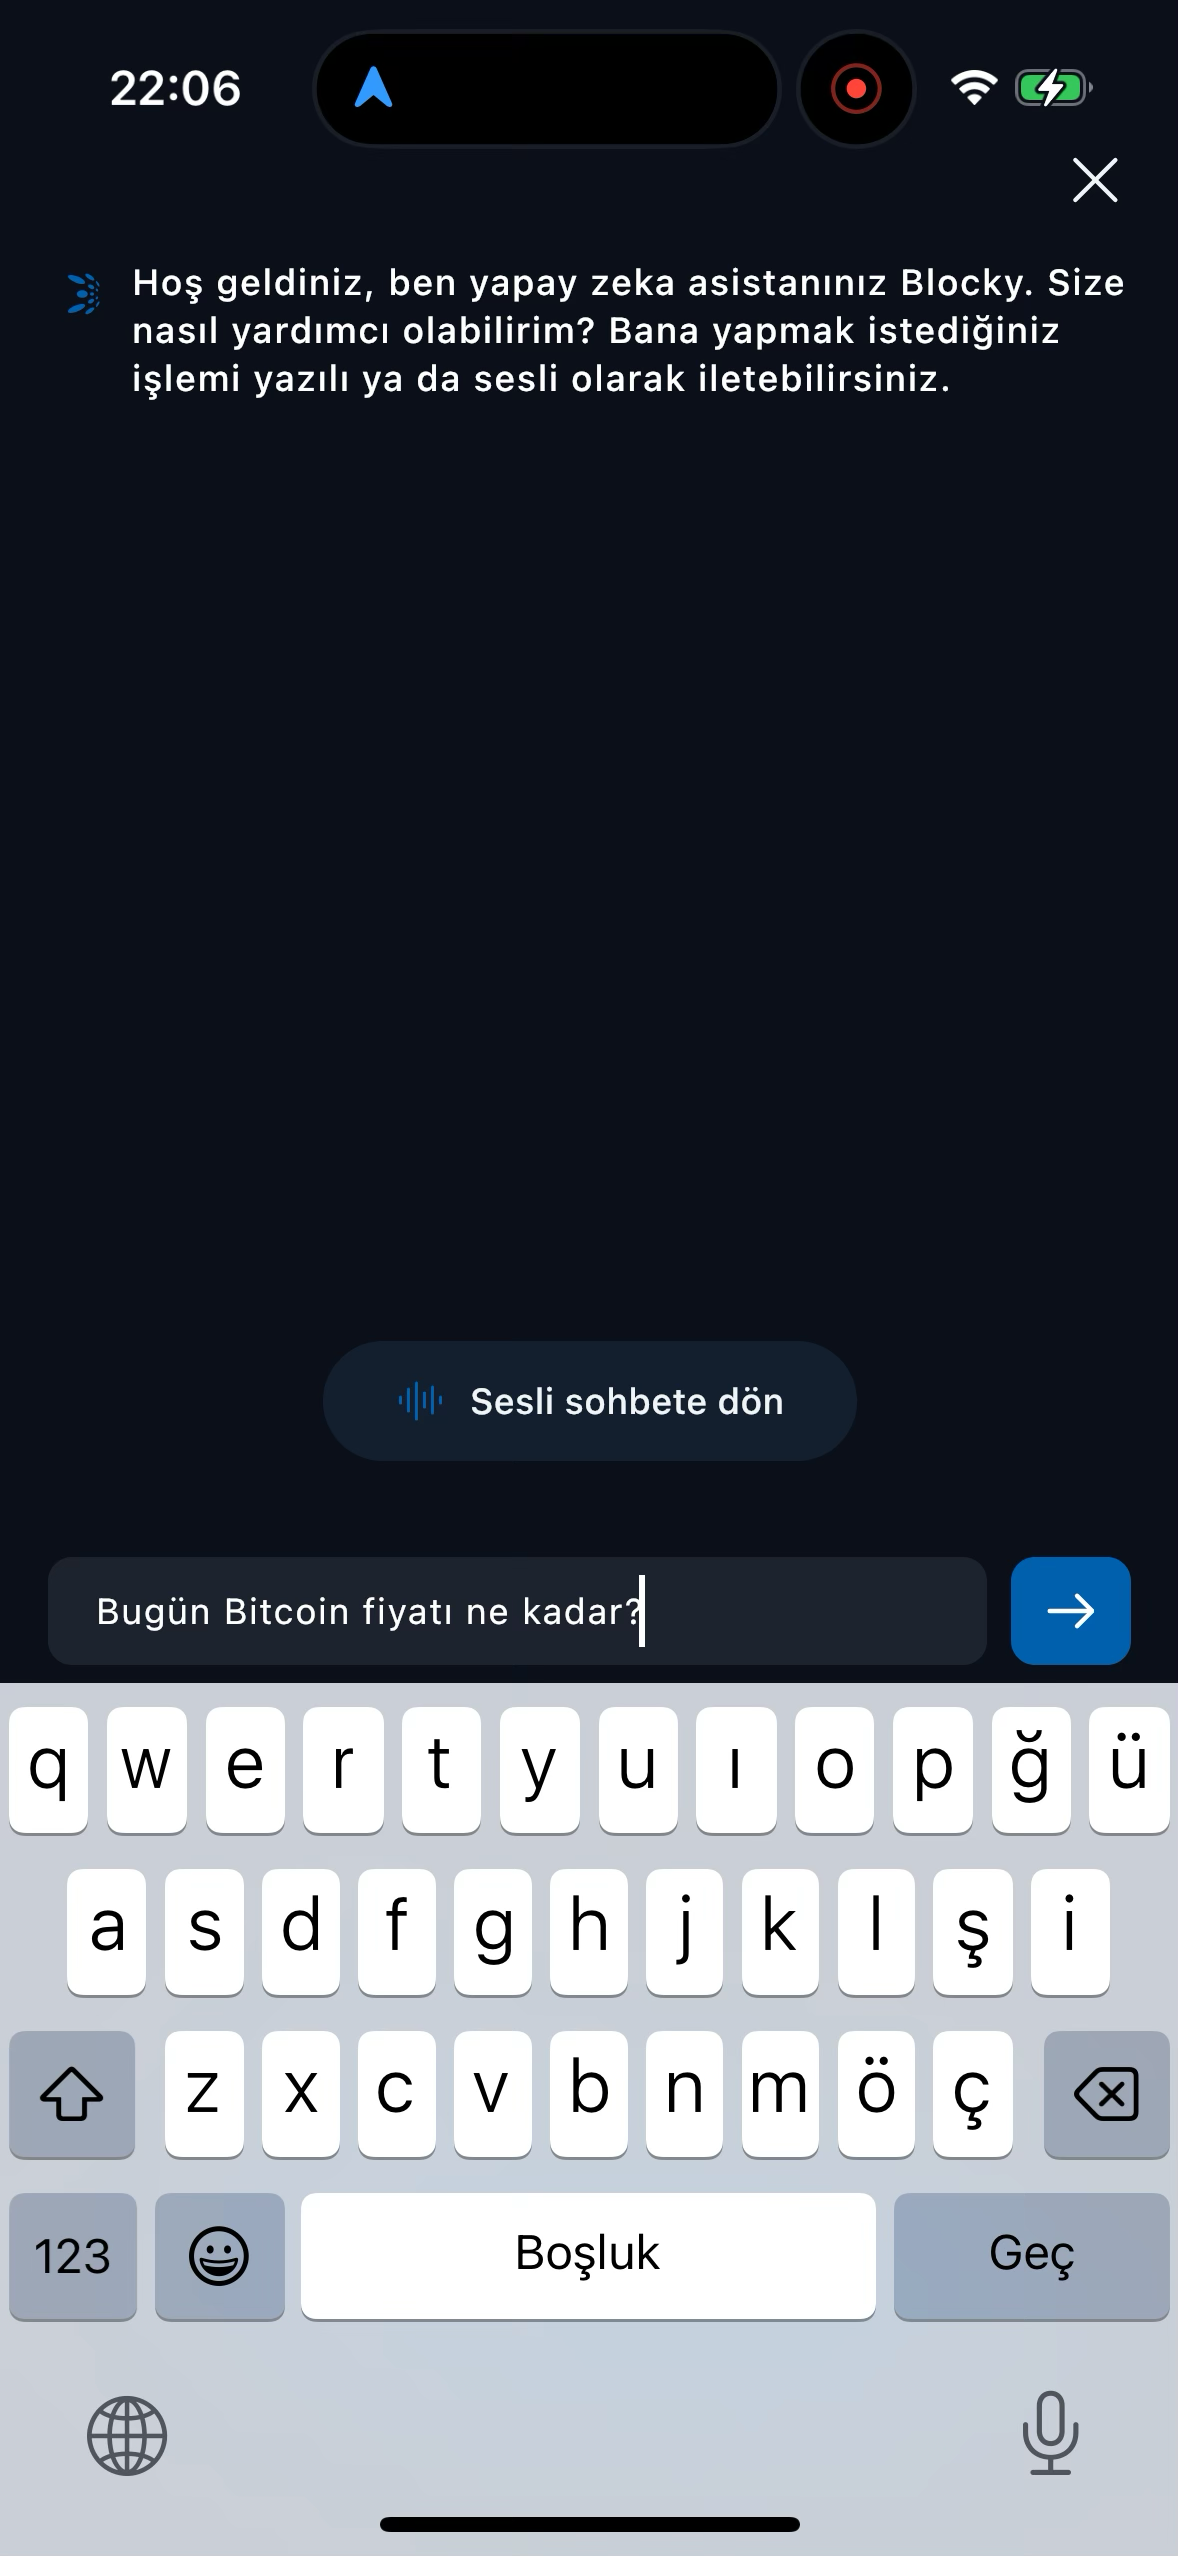 22:06
Hoş geldiniz, ben yapay zeka asistanınız Blocky. Size
nasıl yardımcı olabilirim? Bana yapmak istediğiniz
işlemi yazılı ya da sesli olarak iletebilirsiniz.
Sesli sohbete dön
Bugün Bitcoin fiyatı ne kadar?
q w e r t y u ı o p ğ ü
a s d f g h j k l ş i
z x c v b n m ö ç
123 Boşluk Geç